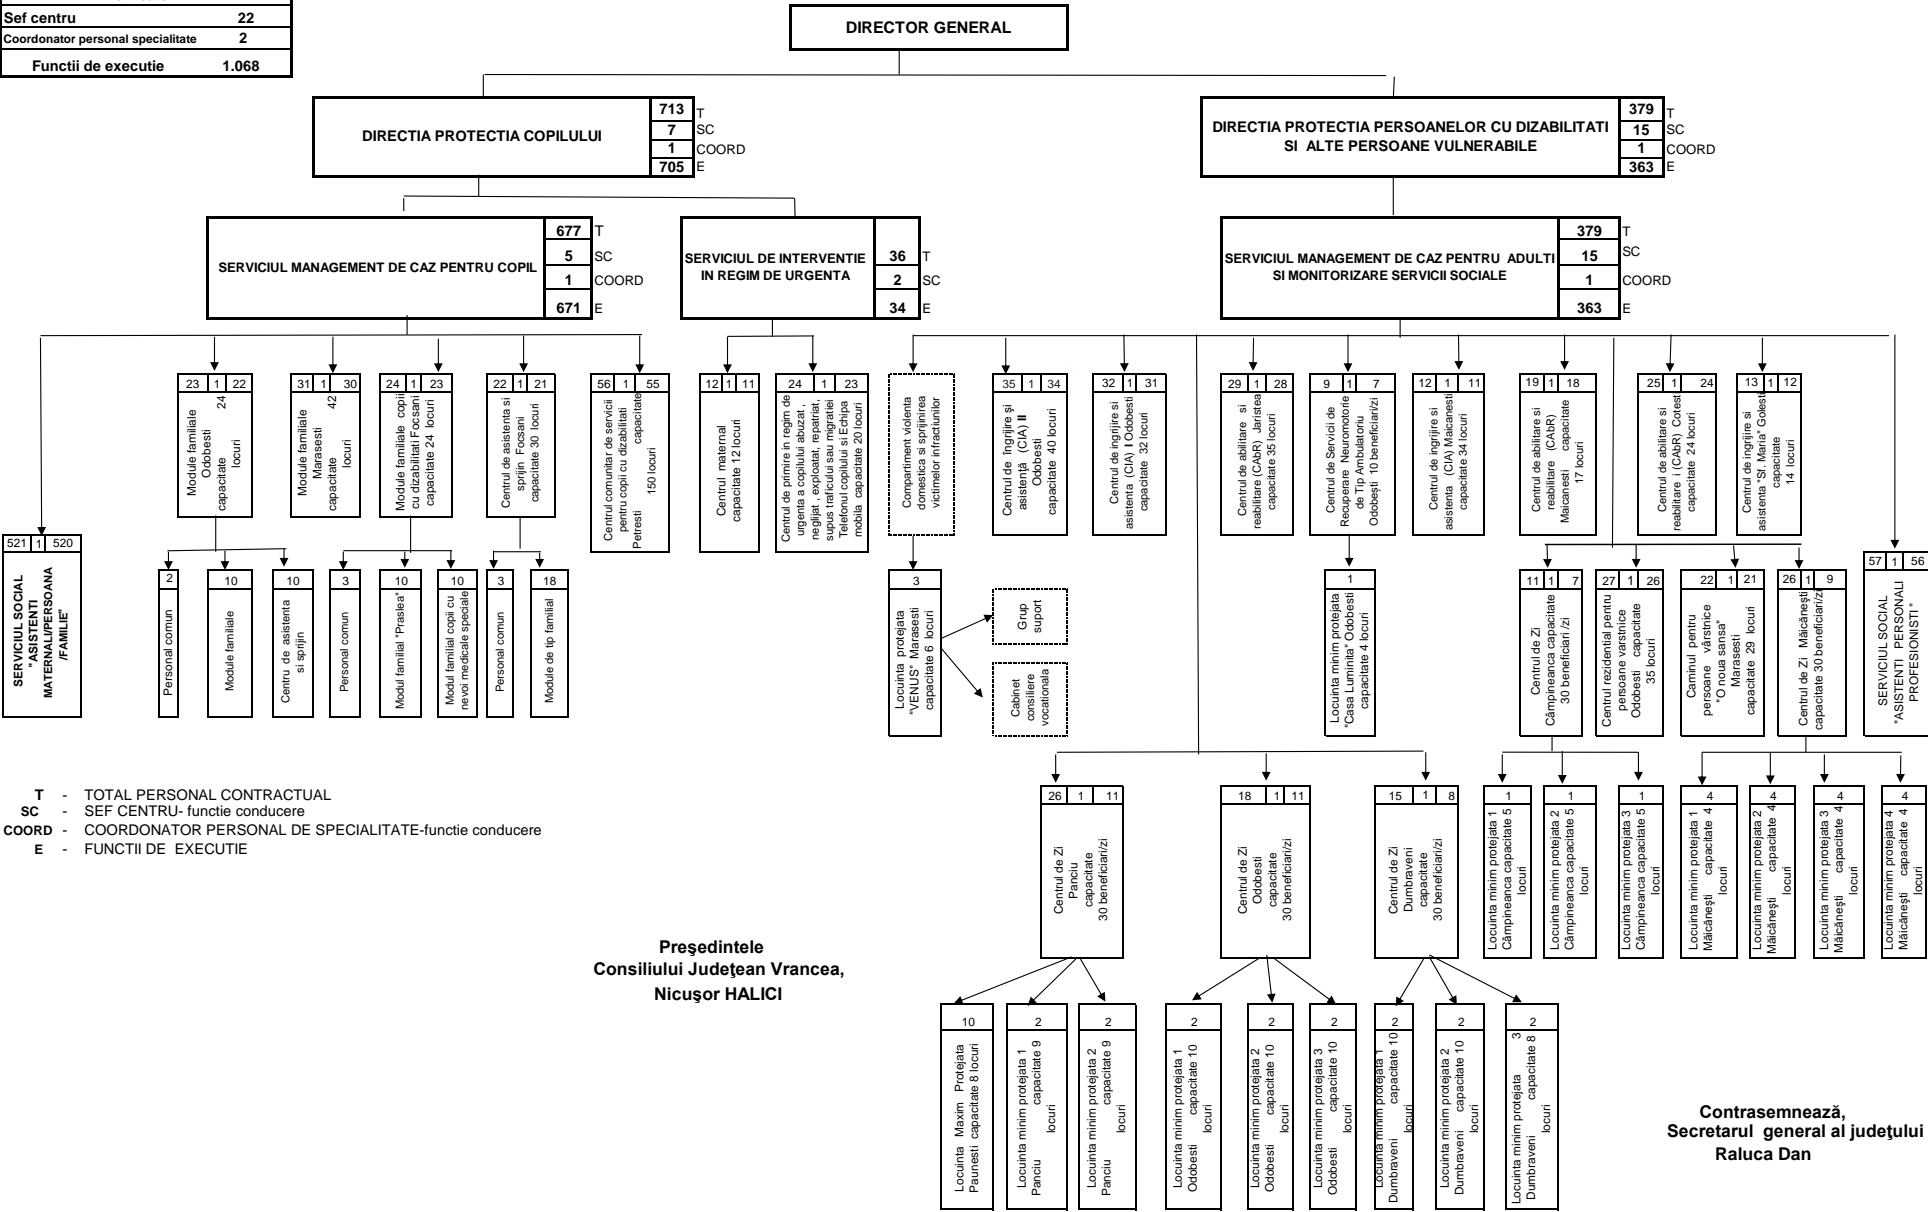 Sef centru 22
Coordonator personal specialitate 2
Functii de executie 1.068
DIRECTOR GENERAL
DIRECTIA PROTECTIA COPILULUI
713 T
7 SC
1 COORD
705 E
DIRECTIA PROTECTIA PERSOANELOR CU DIZABILITATI
SI ALTE PERSOANE VULNERABILE
379 T
15 SC
1 COORD
363 E
SERVICIUL MANAGEMENT DE CAZ PENTRU COPIL
677 T
5 SC
1 COORD
671 E
SERVICIUL DE INTERVENTIE
IN REGIM DE URGENTA
36 T
2 SC
34 E
SERVICIUL MANAGEMENT DE CAZ PENTRU ADULTI
SI MONITORIZARE SERVICII SOCIALE
379 T
15 SC
1 COORD
363 E
521 1 520
SERVICIUL SOCIAL
"ASISTENTI
MATERNALI/PERSOANA
/FAMILIE"
23 1 22
Module familiale
Odobesti 24
capacitate
locuri
31 1 30
Module familiale
Marasesti 42
capacitate
locuri
24 1 23
Module familiale copii
cu dizabilitati Focsani
capacitate 24 locuri
22 1 21
Centrul de asistenta si
sprijin Focsani
capacitate 30 locuri
56 1 55
Centrul comunitar de servicii
pentru copii cu dizabilitati
Petresti capacitate
150 locuri
12 1 11
Centrul maternal
capacitate 12 locuri
24 1 23
Centrul de primire in regim de
urgenta a copilului abuzat ,
neglijat , exploatat, repatriat,
supus traficului sau migratiei
Telefonul copilului si Echipa
mobila capacitate 20 locuri
Compartiment violenta
domestica si sprijinirea
victimelor infractiunilor
35 1 34
Centrul de îngrijire şi
asistenţă (CIA) II
Odobesti
capacitate 40 locuri
32 1 31
Centrul de ingrijire si
asistenta (CIA) I Odobesti
capacitate 32 locuri
29 1 28
Centrul de abilitare si
reabilitare (CAbR) Jaristea
capacitate 35 locuri
9 1 7
Centrul de Servicii de
Recuperare Neuromotorie
de Tip Ambulatoriu
Odobeşti 10 beneficiar/zi
12 1 11
Centrul de ingrijire si
asistenta (CIA) Maicanesti
capacitate 34 locuri
19 1 18
Centrul de abilitare si
reabilitare (CAbR)
Maicanesti capacitate
17 locuri
25 1 24
Centrul de abilitare si
reabilitare i (CAbR) Cotesti
capacitate 24 locuri
13 1 12
Centrul de ingrijire si
asistenta "Sf. Maria" Golesti
capacitate
14 locuri
57 1 56
SERVICIUL SOCIAL
"ASISTENTI PERSONALI
PROFESIONISTI "
2
Personal comun
10
Module familiale
10
Centru de asistenta
si sprijin
3
Personal comun
10
Modul familial "Praslea"
10
Modul familial copii cu
nevoi medicale speciale
3
Personal comun
18
Module de tip familial
3
Locuinta protejata
"VENUS" Marasesti
capacitate 6 locuri
Grup
suport
Cabinet
consiliere
vocationala
1
Locuinta minim protejata
"Casa Luminita" Odobesti
capacitate 4 locuri
11 1 7
Centrul de Zi
Câmpineanca capacitate
30 beneficiari /zi
27 1 26
Centrul rezidential pentru
persoane varstnice
Odobesti capacitate
35 locuri
22 1 21
Caminul pentru
persoane vârstnice
"O noua sansa"
Marasesti
capacitate 29 locuri
26 1 9
Centrul de Zi Măicăneşti
capacitate 30 beneficiari/zi
T - TOTAL PERSONAL CONTRACTUAL
SC - SEF CENTRU- functie conducere
COORD - COORDONATOR PERSONAL DE SPECIALITATE-functie conducere
E - FUNCTII DE EXECUTIE
26 1 11
Centrul de Zi
Panciu
capacitate
30 beneficiari/zi
18 1 11
Centrul de Zi
Odobesti
capacitate
30 beneficiari/zi
15 1 8
Centrul de Zi
Dumbraveni
capacitate
30 beneficiari/zi
1
Locuinta minim protejata 1
Câmpineanca capacitate 5
locuri
1
Locuinta minim protejata 2
Câmpineanca capacitate 5
locuri
1
Locuinta minim protejata 3
Câmpineanca capacitate 5
locuri
4
Locuinta minim protejata 1
Măicăneşti capacitate 4
locuri
4
Locuinta minim protejata 2
Măicăneşti capacitate 4
locuri
4
Locuinta minim protejata 3
Măicăneşti capacitate 4
locuri
4
Locuinta minim protejata 4
Măicăneşti capacitate 4
locuri
Preşedintele
Consiliului Judeţean Vrancea,
Nicuşor HALICI
10
Locuinta Maxim Protejata
Paunesti capacitate 8 locuri
2
Locuinta minim protejata 1
Panciu capacitate 9
locuri
2
Locuinta minim protejata 2
Panciu capacitate 9
locuri
2
Locuinta minim protejata 1
Odobesti capacitate 10
locuri
2
Locuinta minim protejata 2
Odobesti capacitate 10
locuri
2
Locuinta minim protejata 3
Odobesti capacitate 10
locuri
2
Locuinta minim protejata 1
Dumbraveni capacitate 10
locuri
2
Locuinta minim protejata 2
Dumbraveni capacitate 10
locuri
2
Locuinta minim protejata 3
Dumbraveni capacitate 8
locuri
Contrasemnează,
Secretarul general al judeţului
Raluca Dan